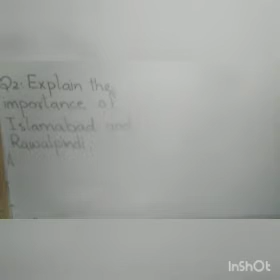 Q2: Explain the
importance of
Islamabad and
Rawalpindi.
A
InShOt